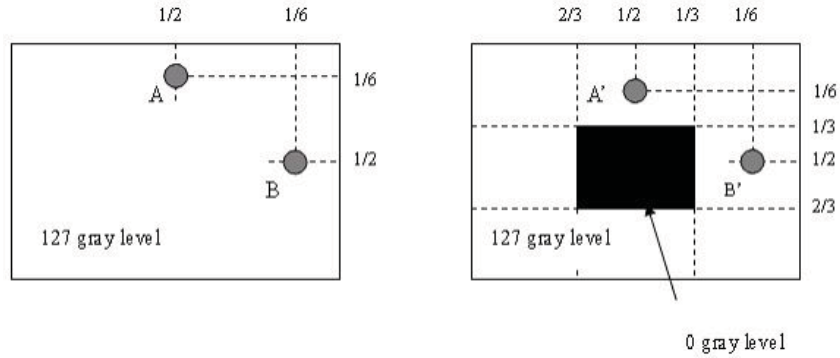 1/2 1/6
2/3 1/2 1/3 1/6
A
1/6
B
1/2
127 gray level
A’
1/6
1/3
1/2
B’
2/3
127 gray level
0 gray level